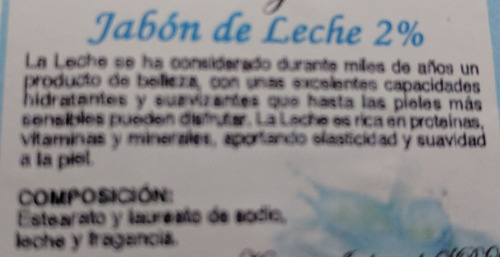 Jabón de Leche 2%
La Leche se ha considerado durante miles de años un
producto de belleza, con unas excelentes capacidades
hidratantes y suavizantes que hasta las pieles más
sensibles pueden disfrutar. La Leche es rica en proteinas,
vitaminas y minerales, aportando elasticidad y suavidad
a la piel.
COMPOSICIÓN:
Estearato y laureato de sodio,
leche y fragancia.